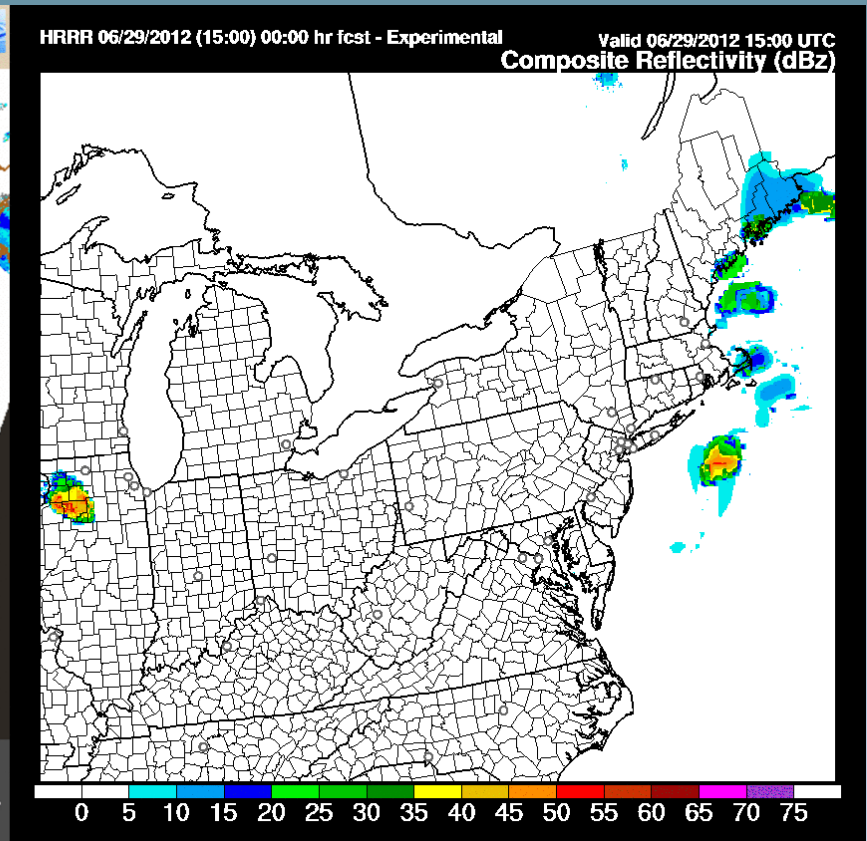 HRRR 06/29/2012 (15:00) 00:00 hr fcst - Experimental
Valid 06/29/2012 15:00 UTC
Composite Reflectivity (dBz)
0 5 10 15 20 25 30 35 40 45 50 55 60 65 70 75